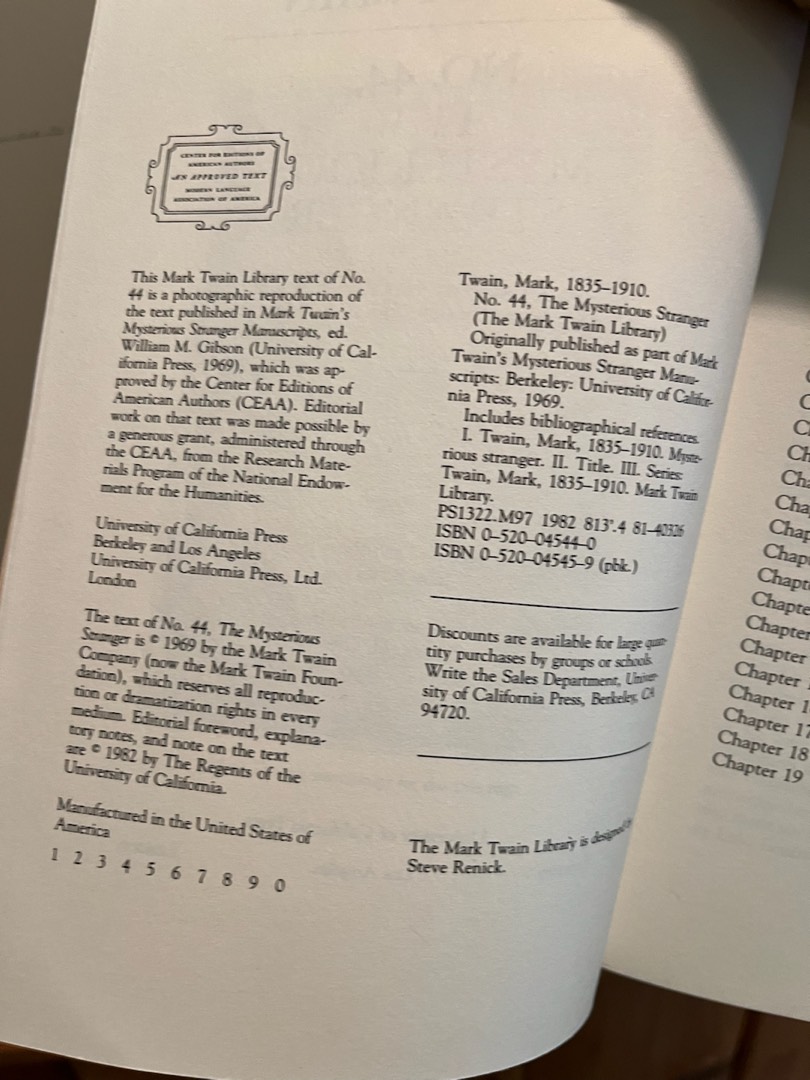 CENTER FOR EDITIONS OF
AMERICAN AUTHORS
AN APPROVED TEXT
MODERN LANGUAGE
ASSOCIATION OF AMERICA
This Mark Twain Library text of No.
44 is a photographic reproduction of
the text published in Mark Twain's
Mysterious Stranger Manuscripts, ed.
William M. Gibson (University of Cal-
ifornia Press, 1969), which was ap-
proved by the Center for Editions of
American Authors (CEAA). Editorial
work on that text was made possible by
a generous grant, administered through
the CEAA, from the Research Mate-
rials Program of the National Endow-
ment for the Humanities.
University of California Press
Berkeley and Los Angeles
University of California Press, Ltd.
London
The text of No. 44, The Mysterious
Stranger is © 1969 by the Mark Twain
Company (now the Mark Twain Foun-
dation), which reserves all reproduc-
tion or dramatization rights in every
medium. Editorial foreword, explana-
tory notes, and note on the text
are © 1982 by The Regents of the
University of California.
Manufactured in the United States of
America
1 2 3 4 5 6 7 8 9 0
Twain, Mark, 1835–1910.
No. 44, The Mysterious Stranger
(The Mark Twain Library)
Originally published as part of Mark
Twain's Mysterious Stranger Manu-
scripts: Berkeley: University of Califor-
nia Press, 1969.
Includes bibliographical references.
I. Twain, Mark, 1835–1910. Myste-
rious stranger. II. Title. III. Series:
Twain, Mark, 1835–1910. Mark Twain
Library.
PS1322.M97 1982 813'.4 81–40326
ISBN 0–520–04544–0
ISBN 0–520–04545–9 (pbk.)
Discounts are available for large quan-
tity purchases by groups or schools.
Write the Sales Department, Univer-
sity of California Press, Berkeley, CA
94720.
The Mark Twain Library is designed by
Steve Renick.
C
C
Ch
Ch
Cha
Cha
Chap
Chap
Chapt
Chapte
Chapter
Chapter
Chapter
Chapter 1
Chapter 17
Chapter 18
Chapter 19